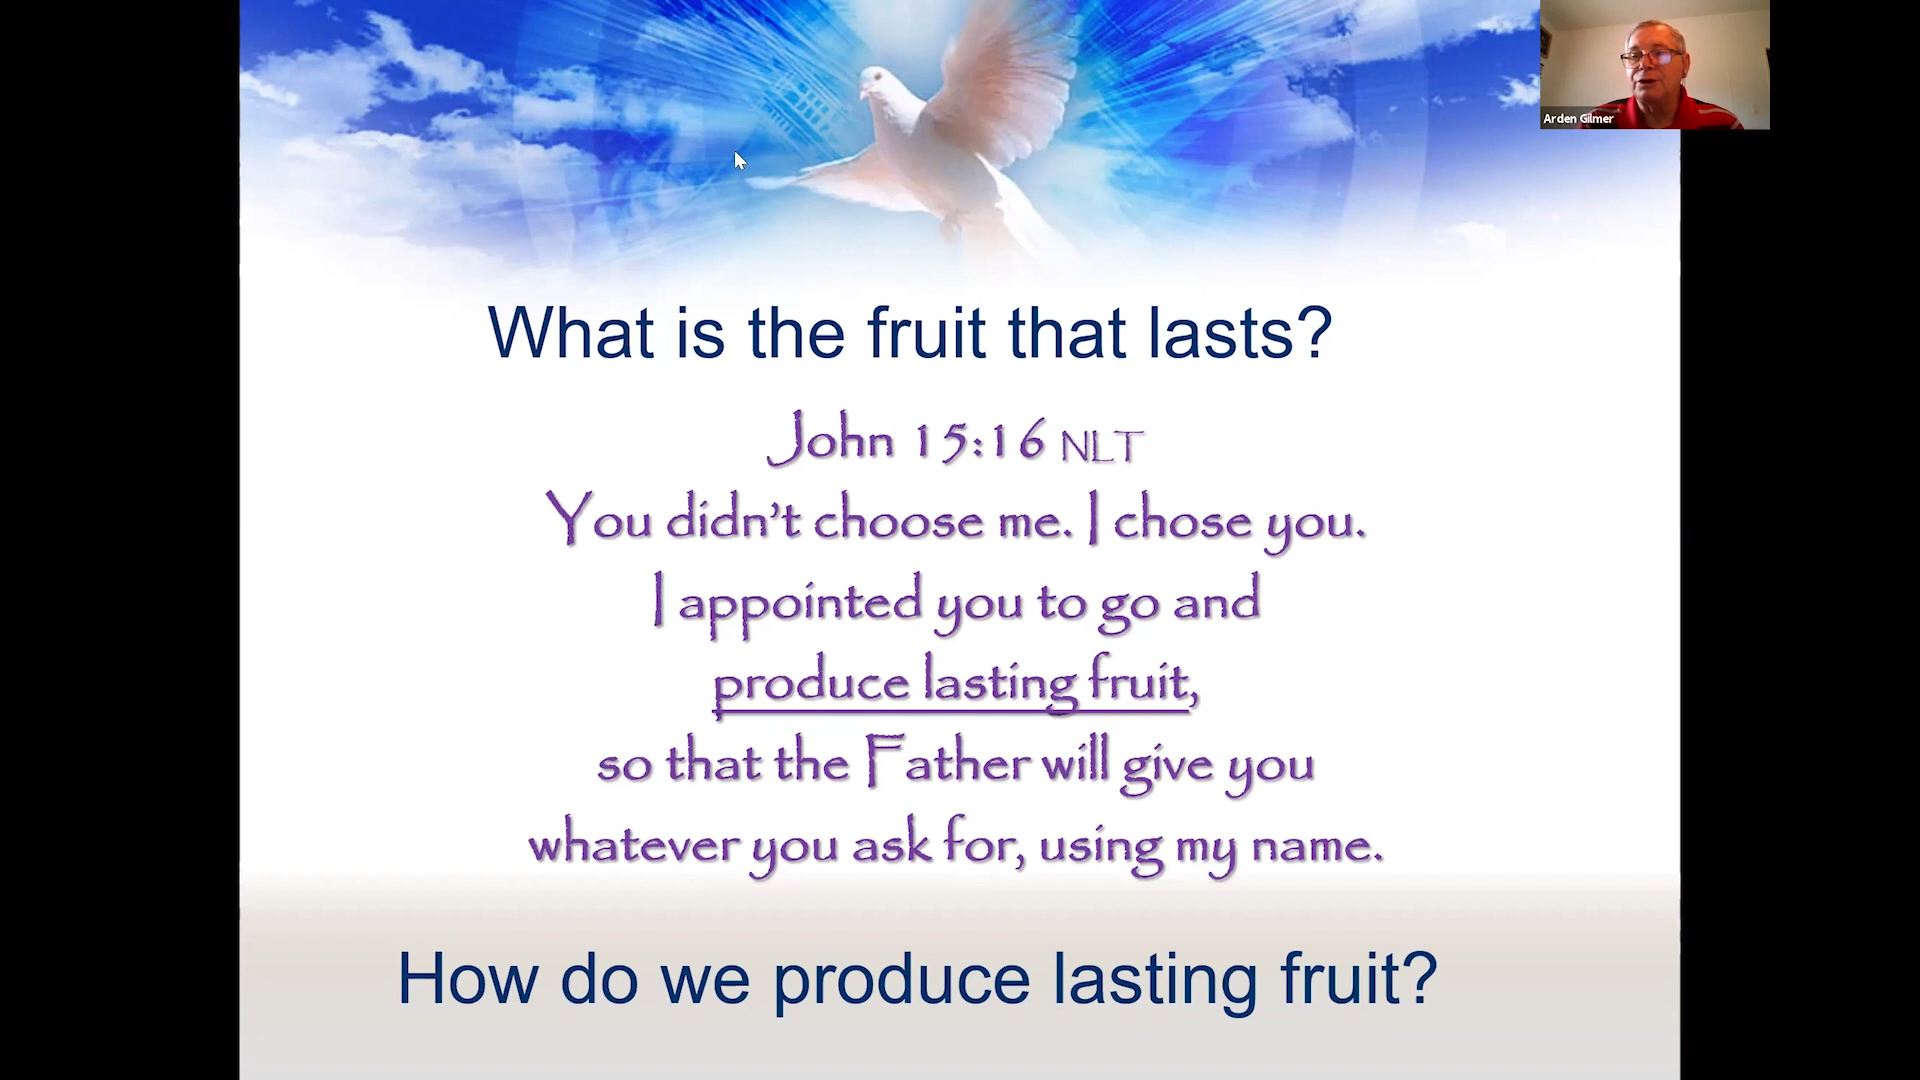 Arden Gilmer
What is the fruit that lasts?
John 15:16 NLT
You didn't choose me. I chose you.
I appointed you to go and
produce lasting fruit,
so that the Father will give you
whatever you ask for, using my name.
How do we produce lasting fruit?